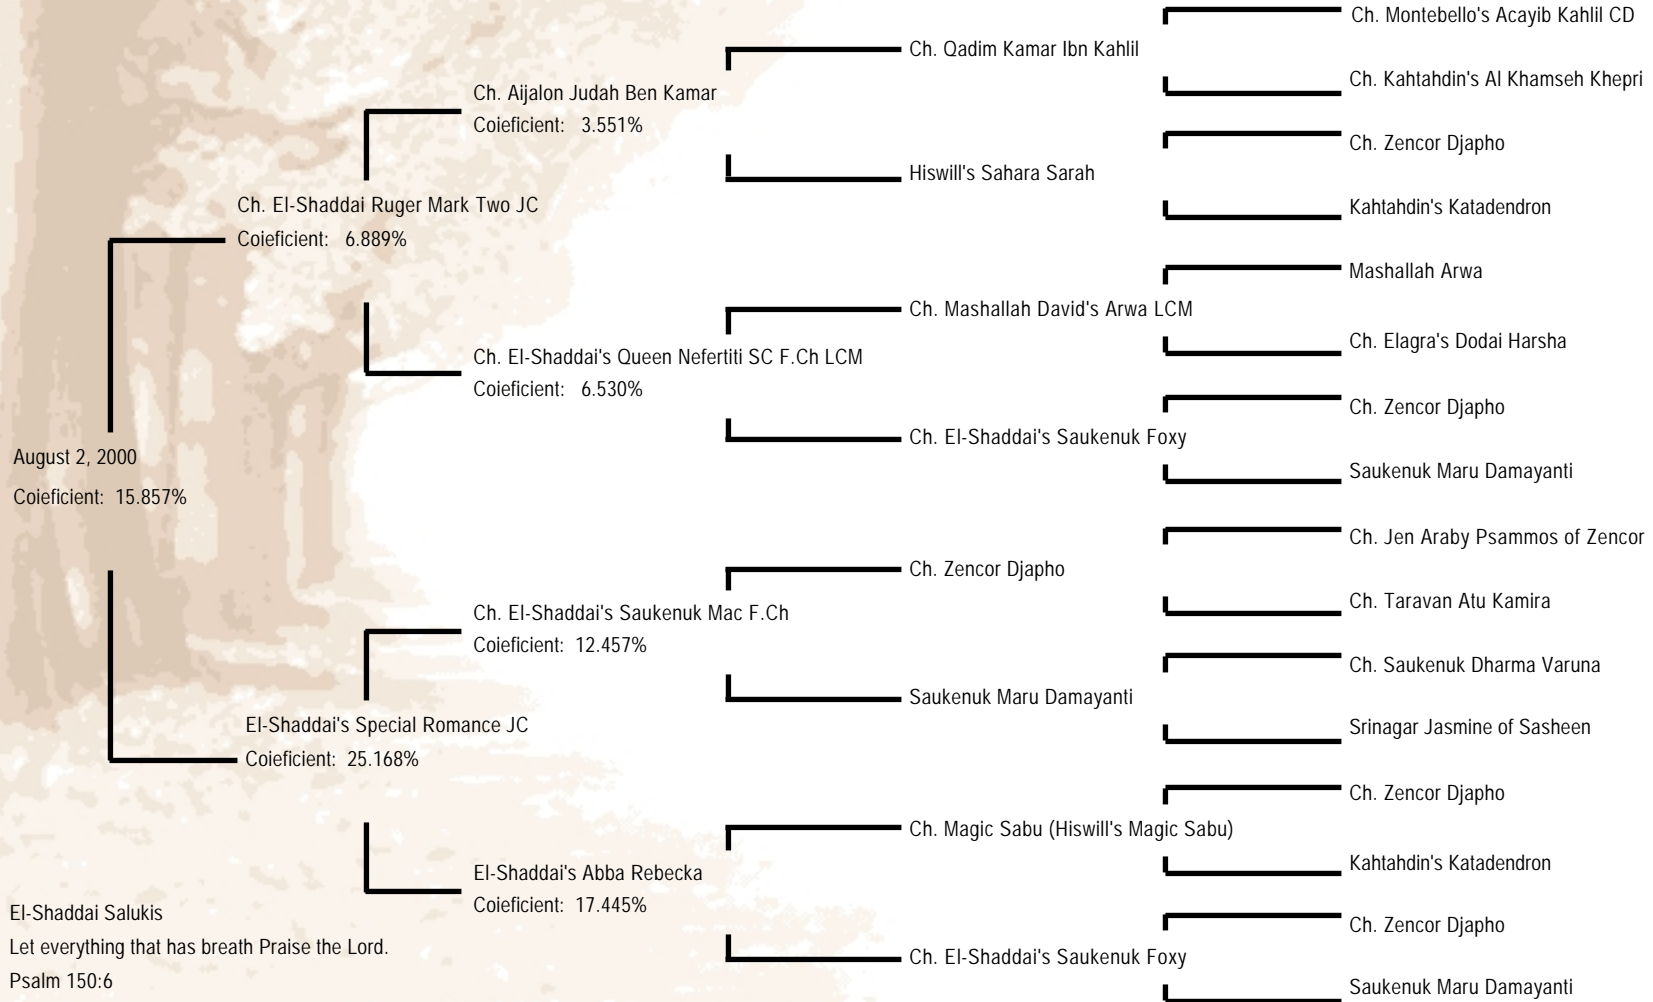 August 2, 2000
Coieficient: 15.857%
Ch. El-Shaddai Ruger Mark Two JC
Coieficient: 6.889%
El-Shaddai's Special Romance JC
Coieficient: 25.168%
Ch. Aijalon Judah Ben Kamar
Coieficient: 3.551%
Ch. El-Shaddai's Queen Nefertiti SC F.Ch LCM
Coieficient: 6.530%
Ch. El-Shaddai's Saukenuk Mac F.Ch
Coieficient: 12.457%
El-Shaddai's Abba Rebecka
Coieficient: 17.445%
Ch. Qadim Kamar Ibn Kahlil
Hiswill's Sahara Sarah
Ch. Mashallah David's Arwa LCM
Ch. El-Shaddai's Saukenuk Foxy
Ch. Zencor Djapho
Saukenuk Maru Damayanti
Ch. Magic Sabu (Hiswill's Magic Sabu)
Ch. El-Shaddai's Saukenuk Foxy
Ch. Montebello's Acayib Kahlil CD
Ch. Kahtahdin's Al Khamseh Khepri
Ch. Zencor Djapho
Kahtahdin's Katadendron
Mashallah Arwa
Ch. Elagra's Dodai Harsha
Ch. Zencor Djapho
Saukenuk Maru Damayanti
Ch. Jen Araby Psammos of Zencor
Ch. Taravan Atu Kamira
Ch. Saukenuk Dharma Varuna
Srinagar Jasmine of Sasheen
Ch. Zencor Djapho
Kahtahdin's Katadendron
Ch. Zencor Djapho
Saukenuk Maru Damayanti
El-Shaddai Salukis
Let everything that has breath Praise the Lord.
Psalm 150:6